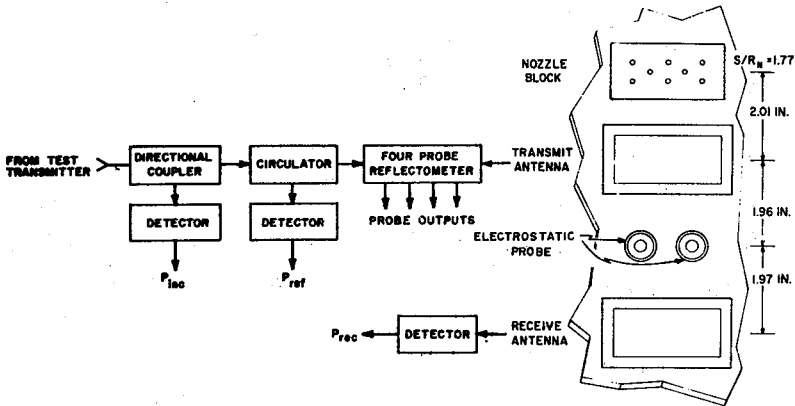 NOZZLE
BLOCK
S/R_N = 1.77
2.01 IN.
FROM TEST
TRANSMITTER
DIRECTIONAL
COUPLER
CIRCULATOR
FOUR PROBE
REFLECTOMETER
TRANSMIT
ANTENNA
DETECTOR
DETECTOR
PROBE OUTPUTS
1.96 IN.
ELECTROSTATIC
PROBE
P_inc
P_ref
1.97 IN.
P_rec
DETECTOR
RECEIVE
ANTENNA